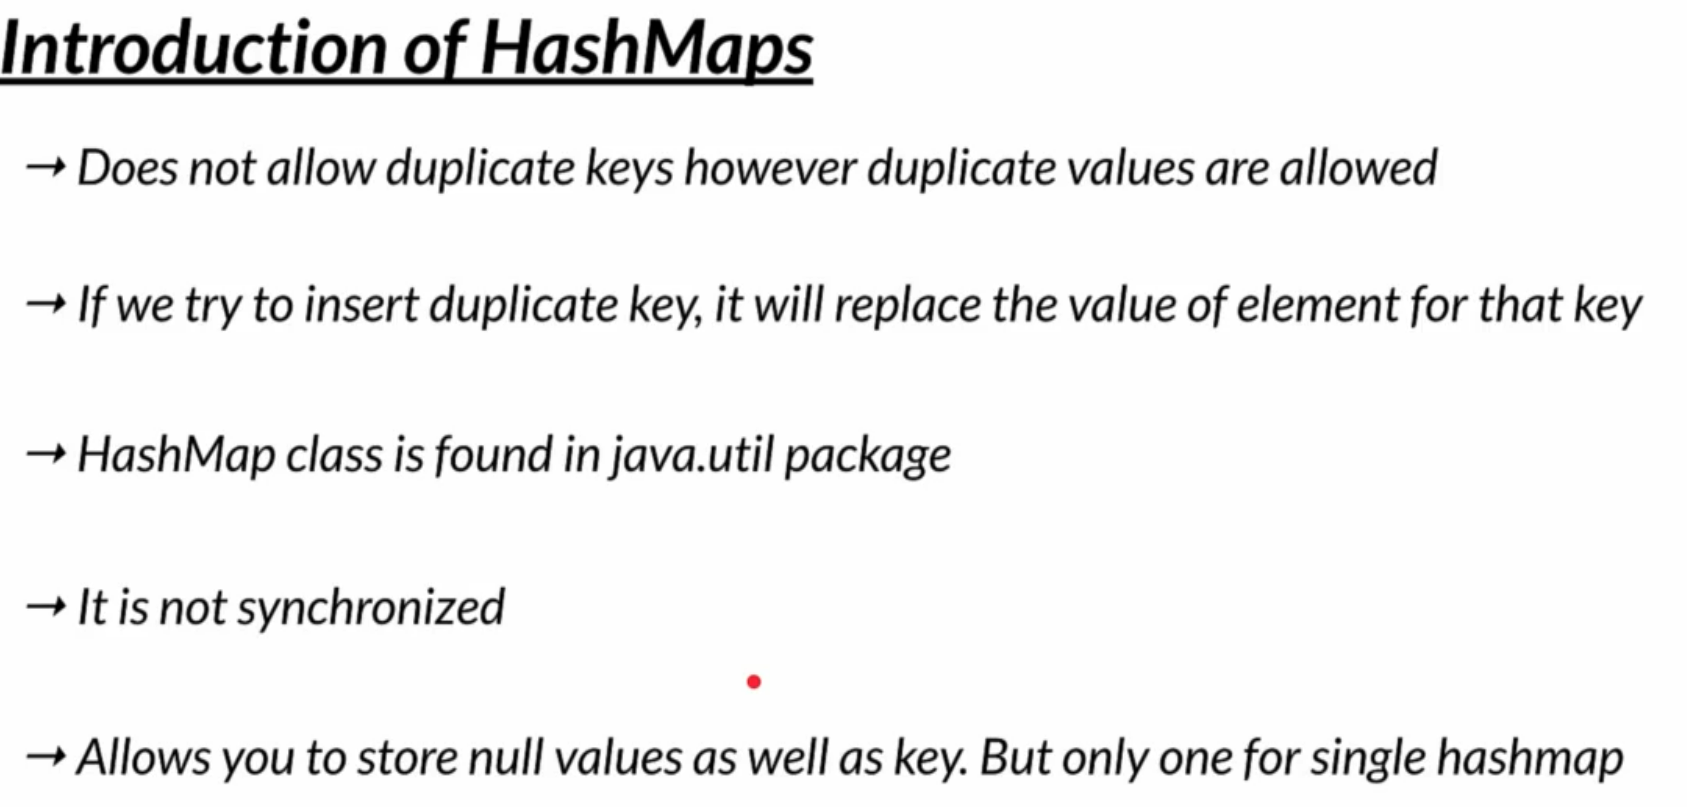 Introduction of HashMaps
→ Does not allow duplicate keys however duplicate values are allowed
→ If we try to insert duplicate key, it will replace the value of element for that key
→ HashMap class is found in java.util package
→ It is not synchronized
→ Allows you to store null values as well as key. But only one for single hashmap